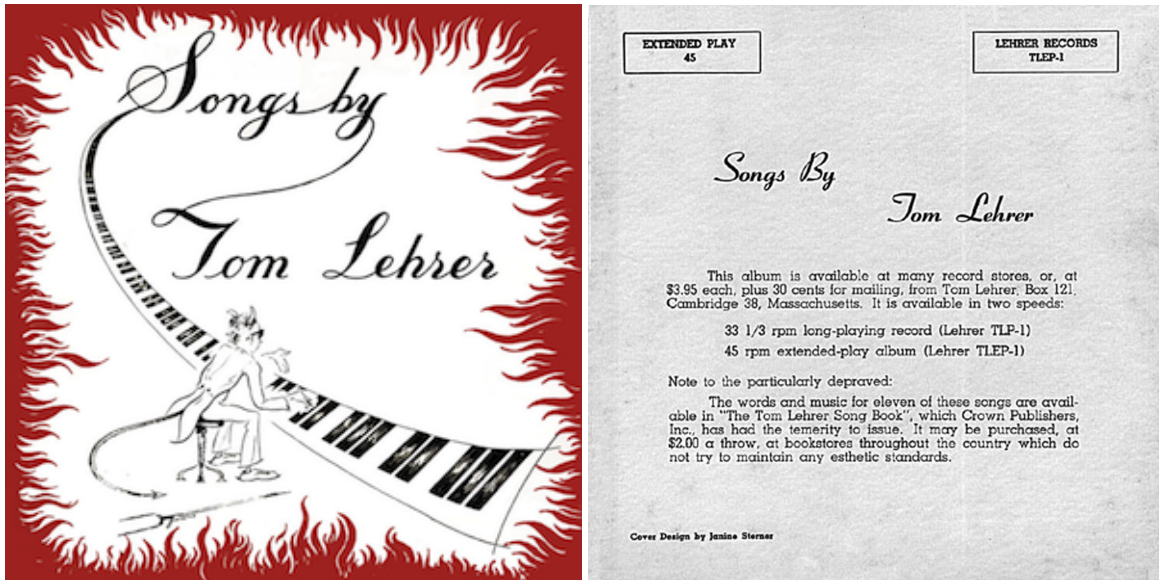 Songs by
Tom Lehrer
EXTENDED PLAY
45
LEHRER RECORDS
TLEP-1
Songs By
Tom Lehrer
This album is available at many record stores, or, at
$3.95 each, plus 30 cents for mailing, from Tom Lehrer, Box 121,
Cambridge 38, Massachusetts. It is available in two speeds:
33 1/3 rpm long-playing record (Lehrer TLP-1)
45 rpm extended-play album (Lehrer TLEP-1)
Note to the particularly depraved:
The words and music for eleven of these songs are avail-
able in "The Tom Lehrer Song Book", which Crown Publishers,
Inc., has had the temerity to issue. It may be purchased, at
$2.00 a throw, at bookstores throughout the country which do
not try to maintain any esthetic standards.
Cover Design by Janine Sterner